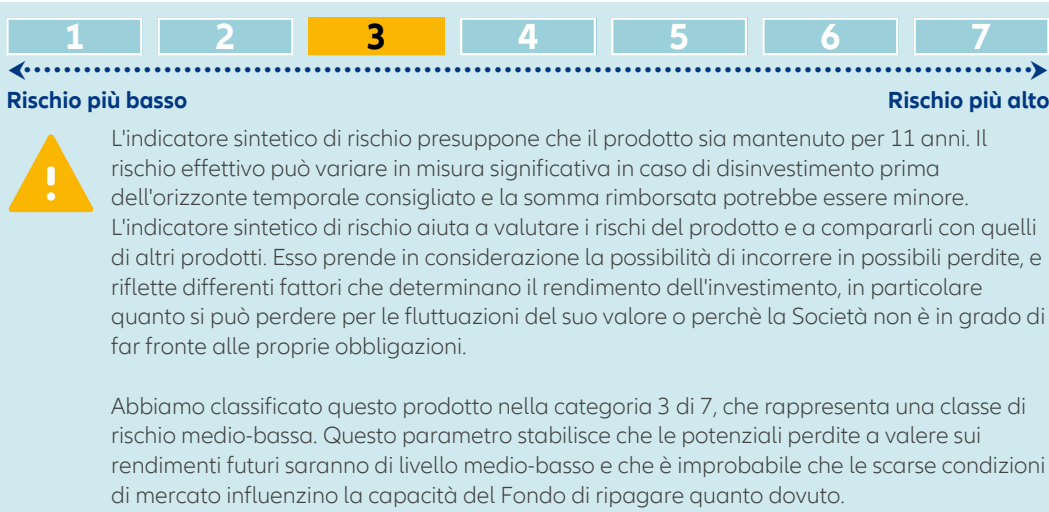 1 2 3 4 5 6 7
Rischio più basso Rischio più alto
L'indicatore sintetico di rischio presuppone che il prodotto sia mantenuto per 11 anni. Il
rischio effettivo può variare in misura significativa in caso di disinvestimento prima
dell'orizzonte temporale consigliato e la somma rimborsata potrebbe essere minore.
L'indicatore sintetico di rischio aiuta a valutare i rischi del prodotto e a compararli con quelli
di altri prodotti. Esso prende in considerazione la possibilità di incorrere in possibili perdite, e
riflette differenti fattori che determinano il rendimento dell'investimento, in particolare
quanto si può perdere per le fluttuazioni del suo valore o perchè la Società non è in grado di
far fronte alle proprie obbligazioni.
Abbiamo classificato questo prodotto nella categoria 3 di 7, che rappresenta una classe di
rischio medio-bassa. Questo parametro stabilisce che le potenziali perdite a valere sui
rendimenti futuri saranno di livello medio-basso e che è improbabile che le scarse condizioni
di mercato influenzino la capacità del Fondo di ripagare quanto dovuto.